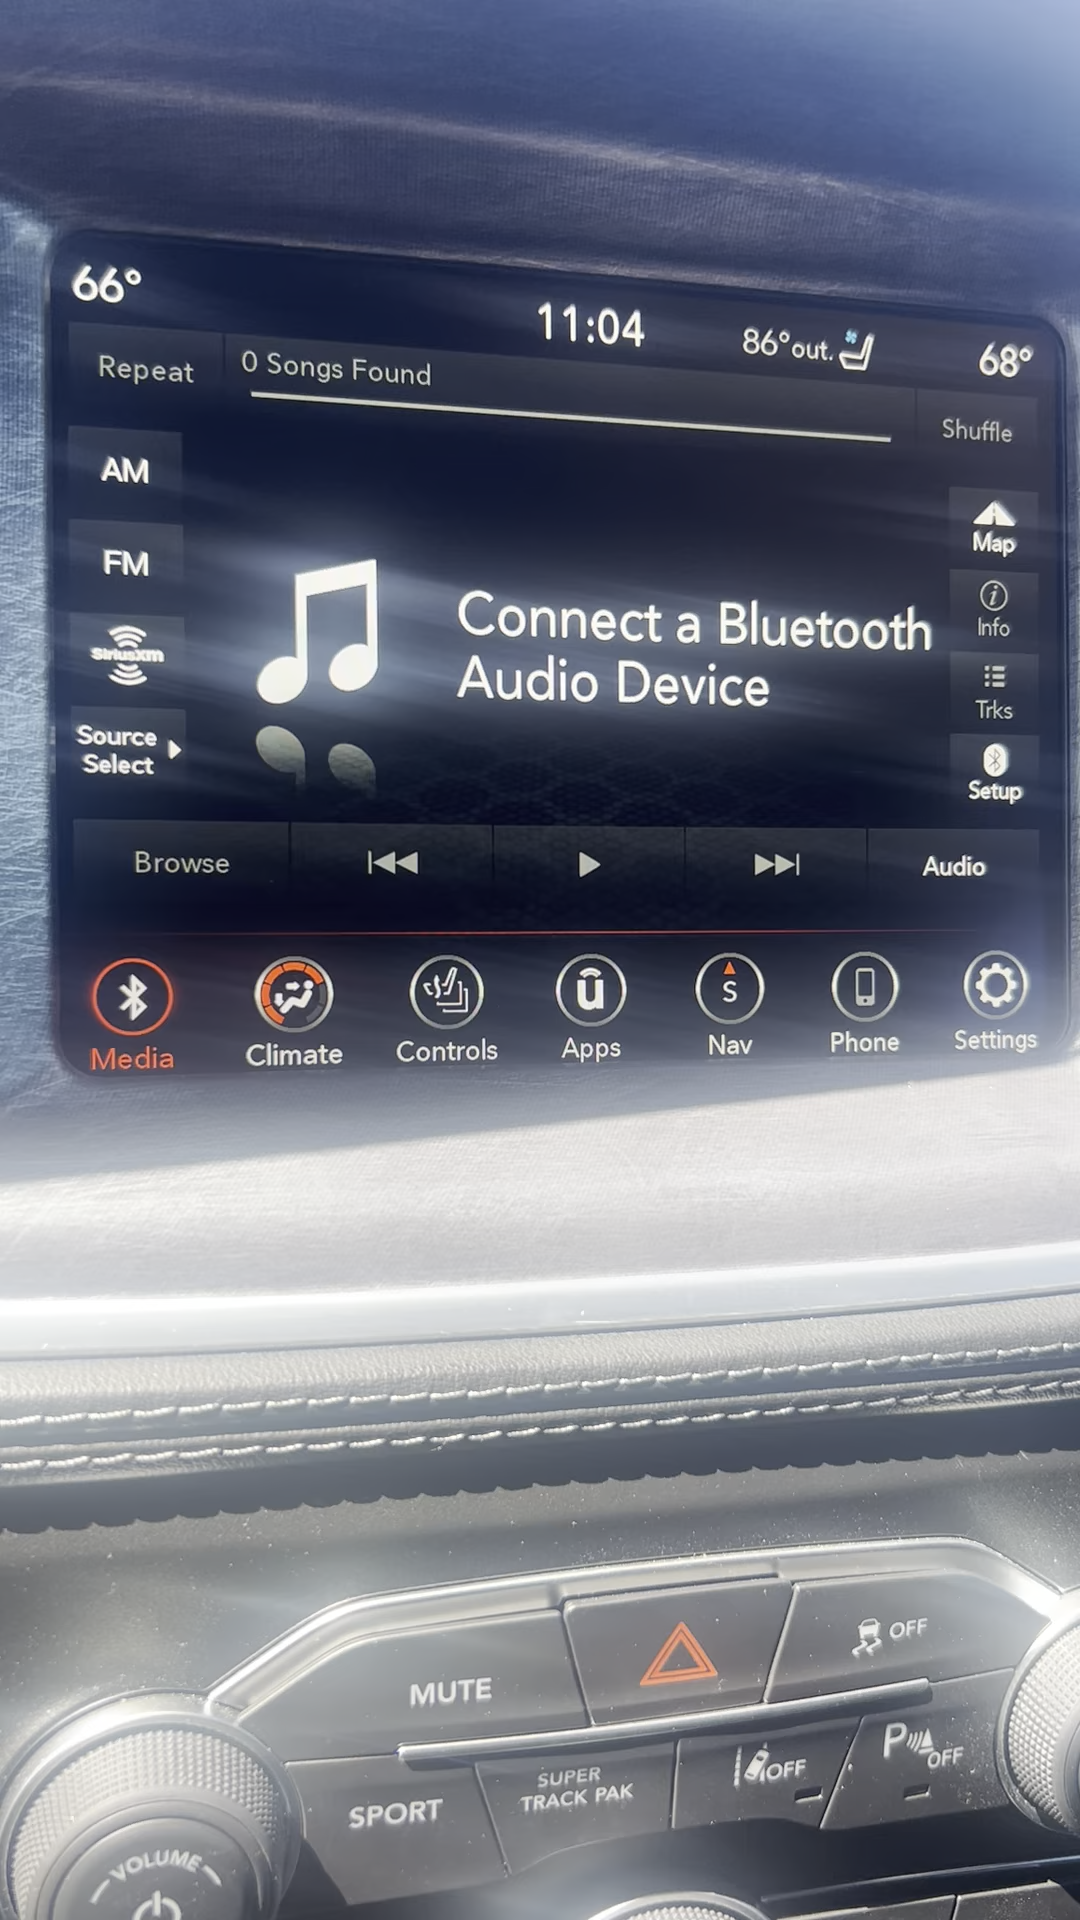 66°
11:04
86° out.
68°
Repeat
0 Songs Found
Shuffle
AM
FM
SiriusXM
Source
Select
Connect a Bluetooth
Audio Device
Map
Info
Trks
Setup
Browse
Audio
S
Media
Climate
Controls
Apps
Nav
Phone
Settings
MUTE
OFF
SPORT
SUPER
TRACK PAK
OFF
P OFF
VOLUME